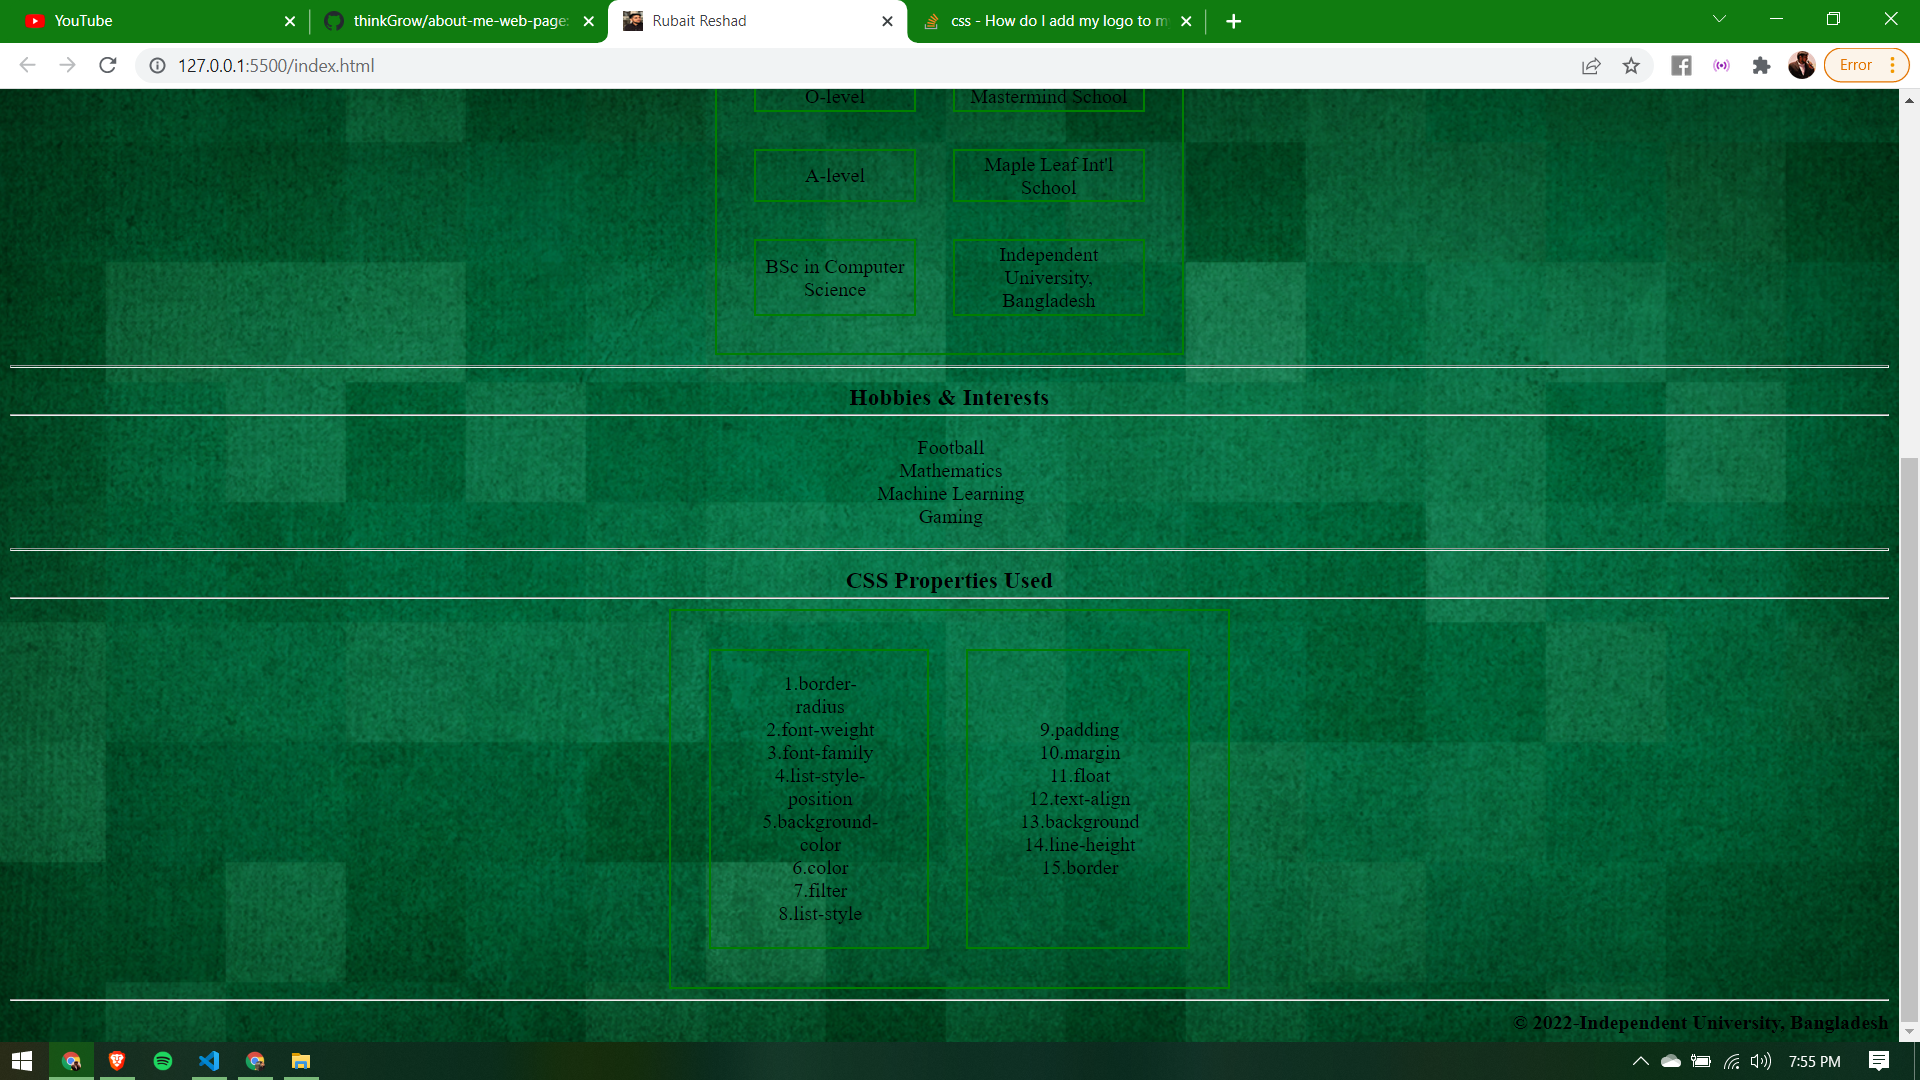 YouTube
thinkGrow/about-me-web-page:
Rubait Reshad
css - How do I add my logo to m
127.0.0.1:5500/index.html
Error
O-level
Mastermind School
A-level
Maple Leaf Int'l
School
BSc in Computer
Science
Independent
University,
Bangladesh
Hobbies & Interests
Football
Mathematics
Machine Learning
Gaming
CSS Properties Used
1.border-
radius
2.font-weight
3.font-family
4.list-style-
position
5.background-
color
6.color
7.filter
8.list-style
9.padding
10.margin
11.float
12.text-align
13.background
14.line-height
15.border
© 2022-Independent University, Bangladesh
7:55 PM